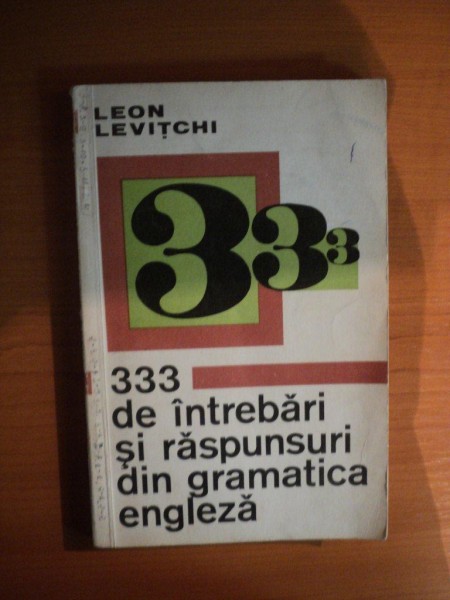 LEON
LEVIȚCHI
333
333
de întrebări
și răspunsuri
din gramatica
engleză